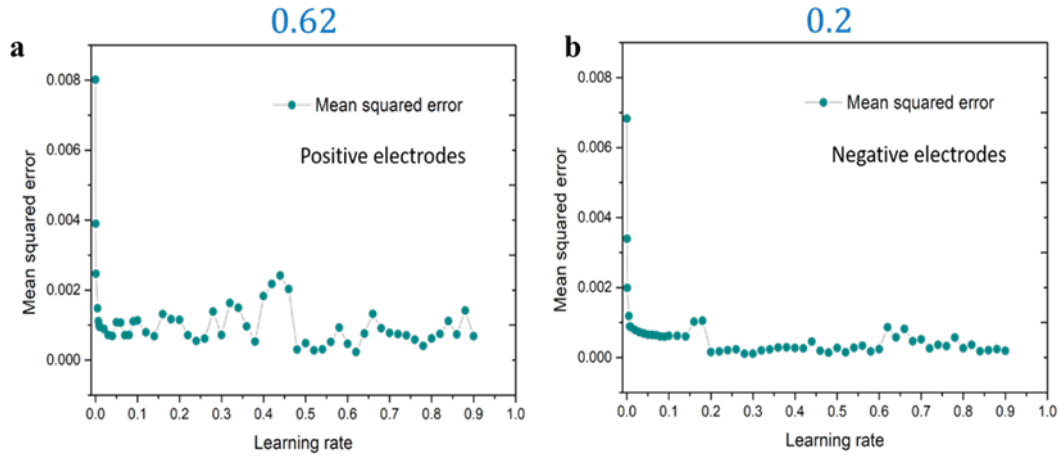 0.62
a
0.008
0.006
0.004
0.002
0.000
Mean squared error
Mean squared error
Positive electrodes
0.0 0.1 0.2 0.3 0.4 0.5 0.6 0.7 0.8 0.9 1.0
Learning rate
0.2
b
0.008
0.006
0.004
0.002
0.000
Mean squared error
Mean squared error
Negative electrodes
0.0 0.1 0.2 0.3 0.4 0.5 0.6 0.7 0.8 0.9 1.0
Learning rate